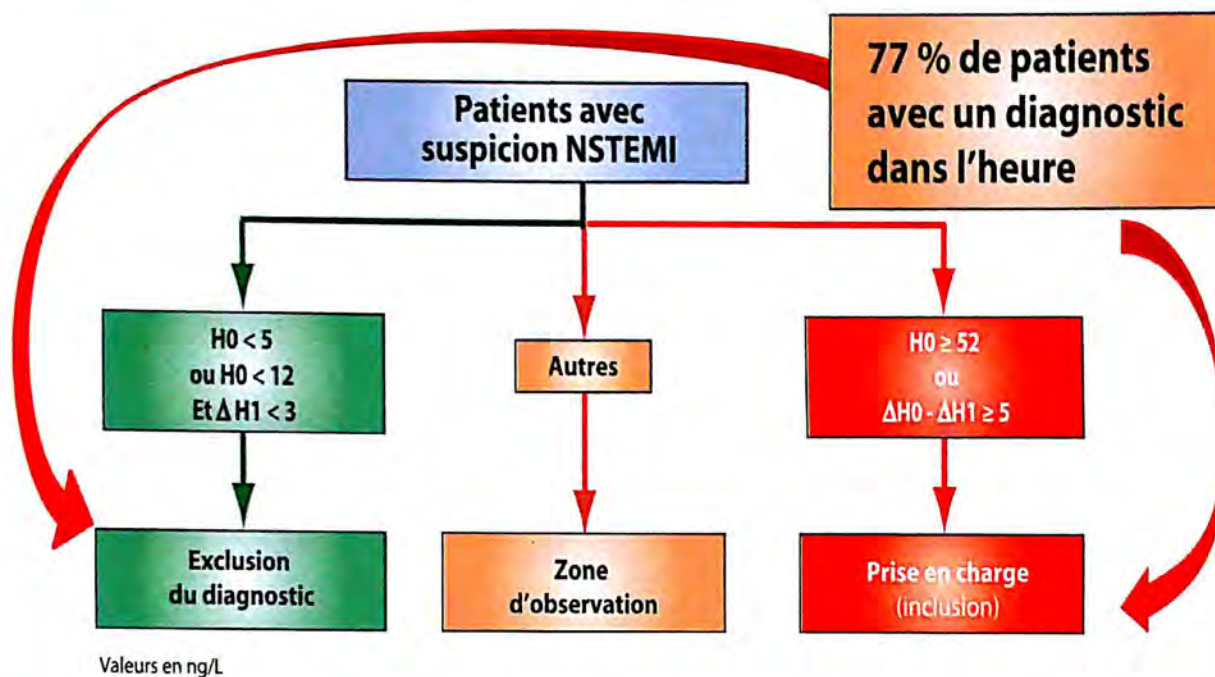 77 % de patients
avec un diagnostic
dans l'heure
Patients avec
suspicion NSTEMI
H0 < 5
ou H0 < 12
Et Δ H1 < 3
Autres
H0 ≥ 52
ou
ΔH0 - ΔH1 ≥ 5
Exclusion
du diagnostic
Zone
d'observation
Prise en charge
(inclusion)
Valeurs en ng/L